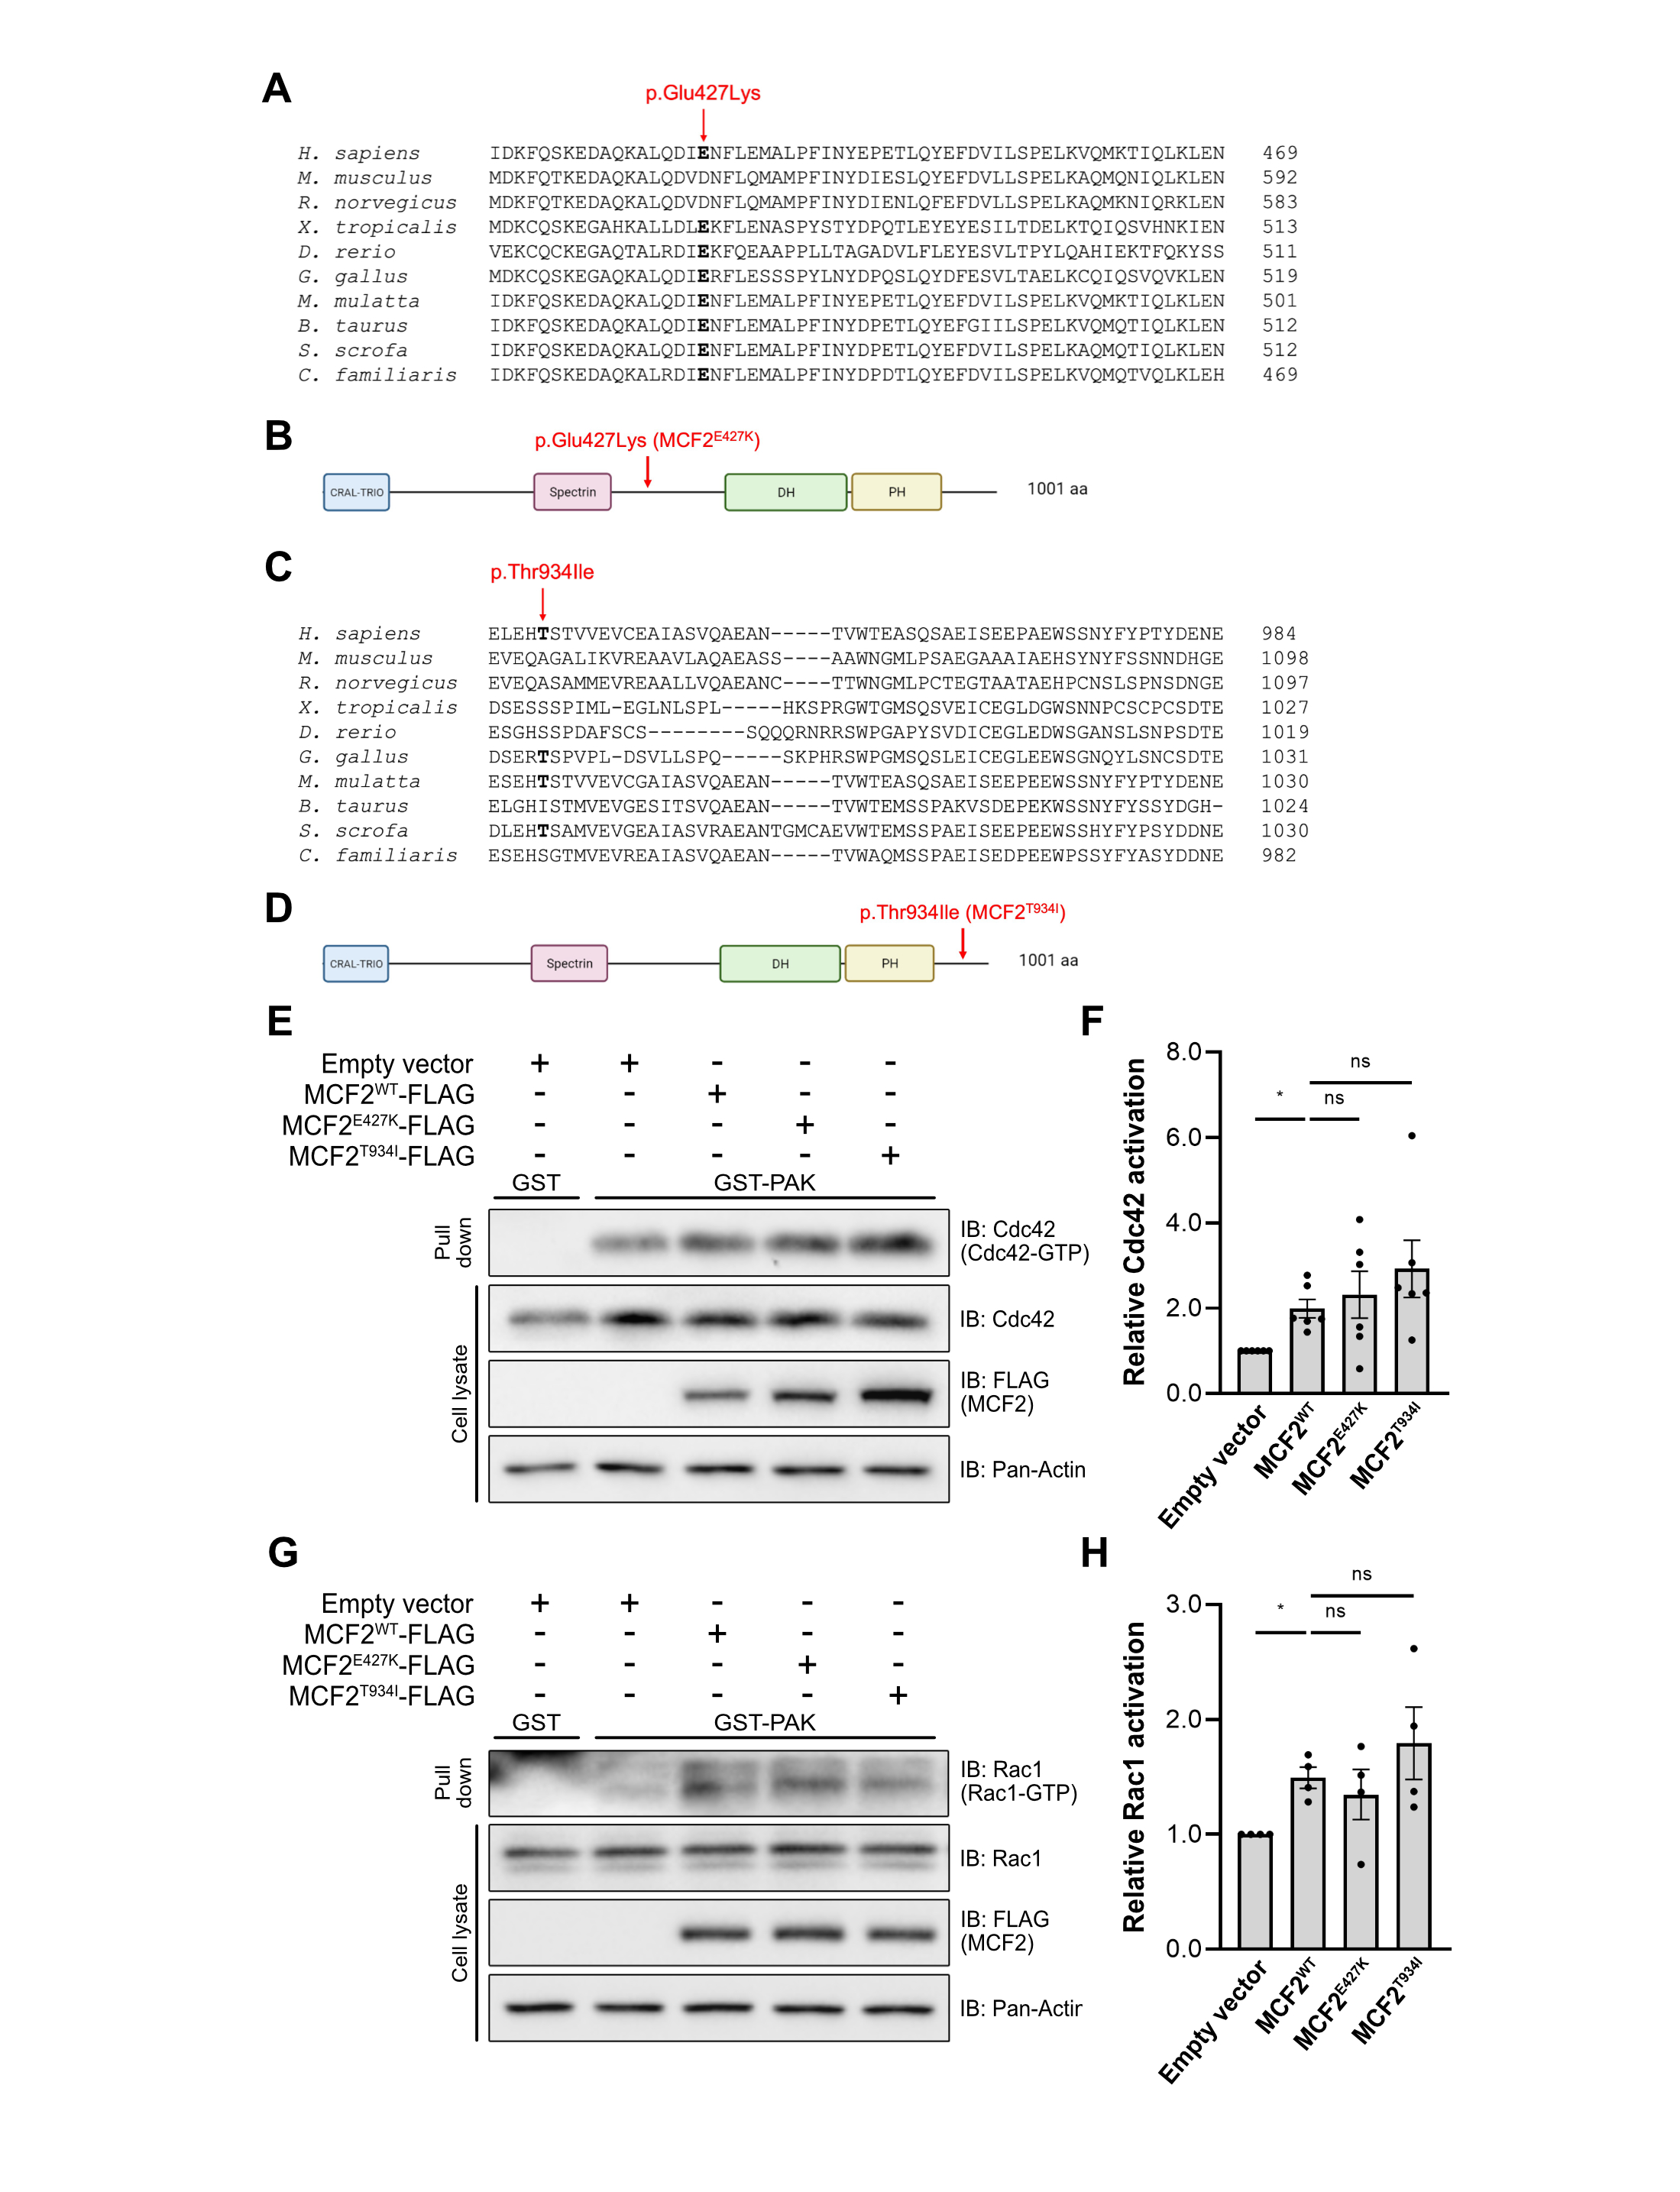 A
p.Glu427Lys
H. sapiens IDKFQSKEDAQKALQDIENFLEMALPFINYEPETLQYEFDVILSPELKVQMKTIQLKLEN 469
M. musculus MDKFQTKEDAQKALQDVDNFLQMAMPFINYDIESLQYEFDVLLSPELKAQMQNIQLKLEN 592
R. norvegicus MDKFQTKEDAQKALQDVDNFLQMAMPFINYDIENLQFEFDVLLSPELKAQMKNIQRKLEN 583
X. tropicalis MDKCQSKEGAHKALLDLEKFLENASPYSTYDPQTLEYEYESILTDELKTQIQSVHNKIEN 513
D. rerio VEKCQCKEGAQTALRDIEKFQEAAPPLLTAGADVLFLEYESVLTPYLQAHIEKTFQKYSS 511
G. gallus MDKCQSKEGAQKALQDIERFLESSSPYLNYDPQSLQYDFESVLTAELKCQIQSVQVKLEN 519
M. mulatta IDKFQSKEDAQKALQDIENFLEMALPFINYEPETLQYEFDVILSPELKVQMKTIQLKLEN 501
B. taurus IDKFQSKEDAQKALQDIENFLEMALPFINYDPETLQYEFGIILSPELKVQMQTIQLKLEN 512
S. scrofa IDKFQSKEDAQKALQDIENFLEMALPFINYDPETLQYEFDVILSPELKAQMQTIQLKLEN 512
C. familiaris IDKFQSKEDAQKALRDIENFLEMALPFINYDPDTLQYEFDVILSPELKVQMQTVQLKLEH 469
B
p.Glu427Lys (MCF2E427K)
CRAL-TRIO Spectrin DH PH 1001 aa
C
p.Thr934Ile
H. sapiens ELEHTSTVVEVCEAIASVQAEAN-----TVWTEASQSAEISEEPAEWSSNYFYPTYDENE 984
M. musculus EVEQAGALIKVREAAVLAQAEASS----AAWNGMLPSAEGAAAIAEHSYNYFSSNNDHGE 1098
R. norvegicus EVEQASAMMEVREAALLVQAEANC----TTWNGMLPCTEGTAATAEHPCNSLSPNSDNGE 1097
X. tropicalis DSESSSSPIML-EGLNLSPL-----HKSPRGWTGMSQSVEICEGLDGWSNNPCSCPCSDTE 1027
D. rerio ESGHSSPDAFSCS--------SQQQRNRRSWPGAPYSVDICEGLEDWSGANSLSNPSDTE 1019
G. gallus DSERTSPVPL-DSVLLSPQ-----SKPHRSWPGMSQSLEICEGLEEWSGNQYLSNCSDTE 1031
M. mulatta ESEHTSTVVEVCGAIASVQAEAN-----TVWTEASQSAEISEEPEEWSSNYFYPTYDENE 1030
B. taurus ELGHISTMVEVGESITSVQAEAN-----TVWTEMSSPAKVSDEPEKWSSNYFYSSYDGH- 1024
S. scrofa DLEHTSAMVEVGEAIASVRAEANTGMCAEVWTEMSSPAEISEEPEEWSSHYFYPSYDDNE 1030
C. familiaris ESEHSGTMVEVREAIASVQAEAN-----TVWAQMSSPAEISEDPEEWPSSYFYASYDDNE 982
D
p.Thr934Ile (MCF2T934I)
CRAL-TRIO Spectrin DH PH 1001 aa
E
Empty vector + + - - -
MCF2WT-FLAG - - + - -
MCF2E427K-FLAG - - - + -
MCF2T934I-FLAG - - - - +
GST GST-PAK
Pull down
IB: Cdc42
(Cdc42-GTP)
Cell lysate
IB: Cdc42
IB: FLAG
(MCF2)
IB: Pan-Actin
F
Relative Cdc42 activation
8.0
6.0
4.0
2.0
0.0
ns
* ns
Empty vector
MCF2WT
MCF2E427K
MCF2T934I
G
Empty vector + + - - -
MCF2WT-FLAG - - + - -
MCF2E427K-FLAG - - - + -
MCF2T934I-FLAG - - - - +
GST GST-PAK
Pull down
IB: Rac1
(Rac1-GTP)
Cell lysate
IB: Rac1
IB: FLAG
(MCF2)
IB: Pan-Actir
H
Relative Rac1 activation
3.0
2.0
1.0
0.0
ns
* ns
Empty vector
MCF2WT
MCF2E427K
MCF2T934I